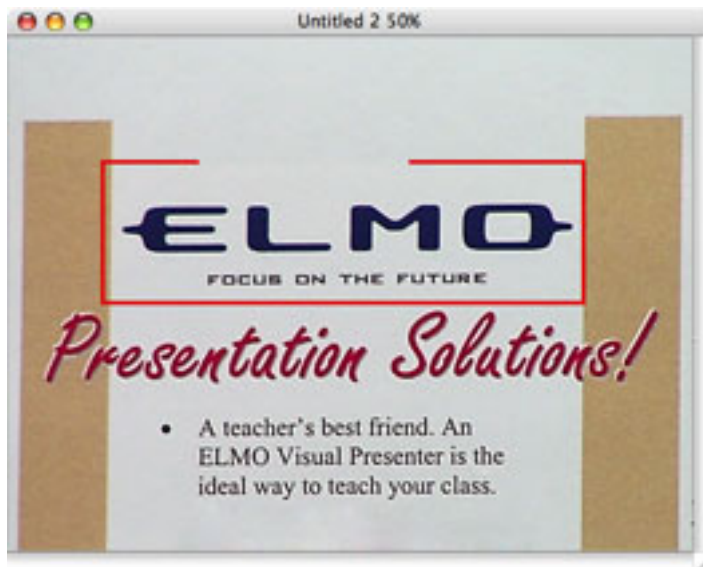 Untitled 2 50%
ELMO
FOCUS ON THE FUTURE
Presentation Solutions!
• A teacher's best friend. An
ELMO Visual Presenter is the
ideal way to teach your class.